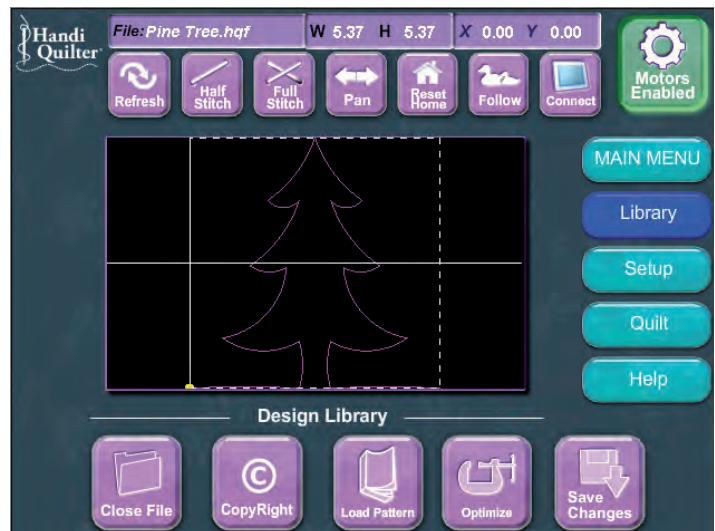 Handi
Quilter
File: Pine Tree.hqf W 5.37 H 5.37 X 0.00 Y 0.00
Refresh
Half
Stitch
Full
Stitch
Pan
Reset
Home
Follow
Connect
Motors
Enabled
MAIN MENU
Library
Setup
Quilt
Help
Design Library
Close File
©
CopyRight
Load Pattern
Optimize
Save
Changes